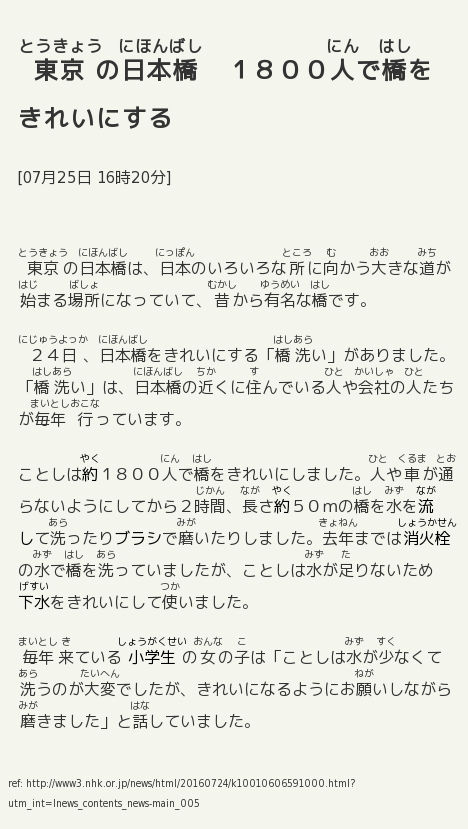 とうきょう　にほんばし　にん　はし
東京の日本橋　１８００人で橋を
きれいにする
[07月25日 16時20分]
とうきょう　にほんばし　にっぽん　ところ　む　おお　みち
東京の日本橋は、日本のいろいろな所に向かう大きな道が
はじ　ばしょ　むかし　ゆうめい　はし
始まる場所になっていて、昔から有名な橋です。
にじゅうよっか　にほんばし　はしあら
２４日、日本橋をきれいにする「橋洗い」がありました。
はしあら　にほんばし　ちか　す　ひと　かいしゃ　ひと
「橋洗い」は、日本橋の近くに住んでいる人や会社の人たち
まいとしおこな
が毎年行っています。
やく　にん　はし　ひと　くるま　とお
ことしは約１８００人で橋をきれいにしました。人や車が通
じかん　なが　やく　はし　みず　なが
らないようにしてから２時間、長さ約５０ｍの橋を水を流
あら　みが　きょねん　しょうかせん
して洗ったりブラシで磨いたりしました。去年までは消火栓
みず　はし　あら　みず　た
の水で橋を洗っていましたが、ことしは水が足りないため
げすい　つか
下水をきれいにして使いました。
まいとし　き　しょうがくせい　おんな　こ　みず　すく
毎年来ている小学生の女の子は「ことしは水が少なくて
あら　たいへん　ねが
洗うのが大変でしたが、きれいになるようにお願いしながら
みが　はな
磨きました」と話していました。
ref: http://www3.nhk.or.jp/news/html/20160724/k10010606591000.html?
utm_int=lnews_contents_news-main_005